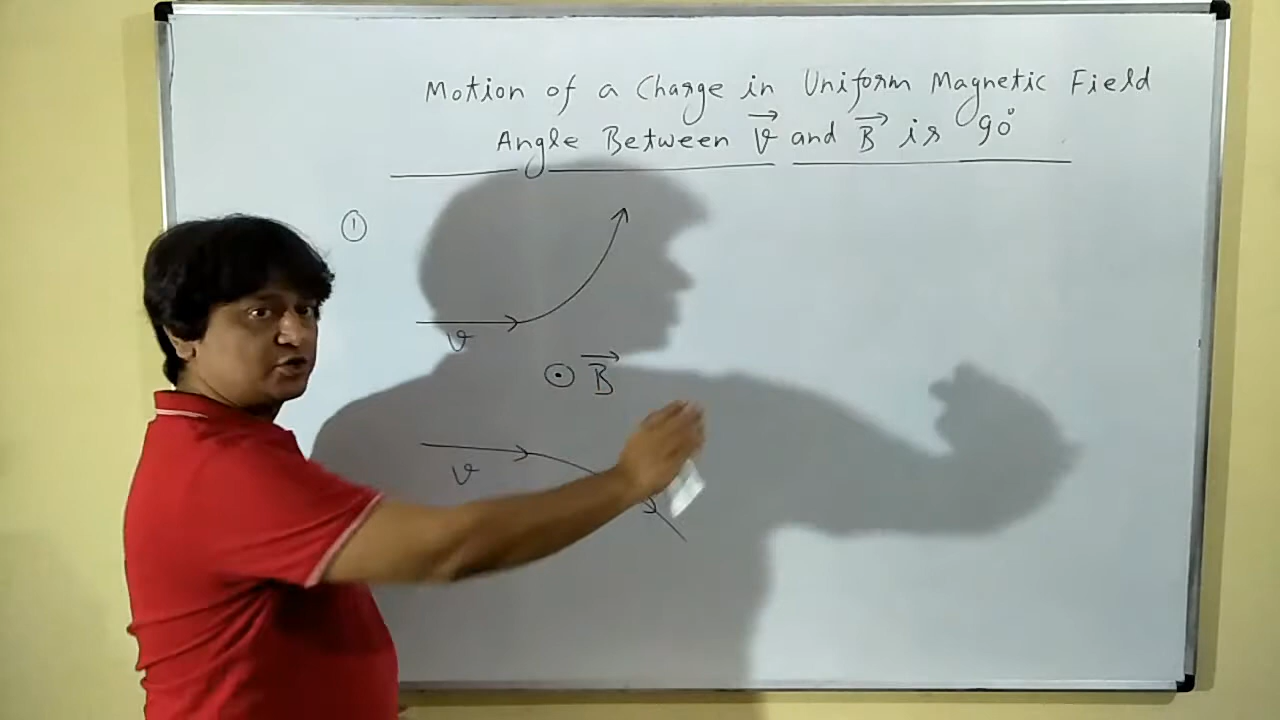 Motion of a Charge in Uniform Magnetic Field
Angle Between v⃗ and B⃗ is 90°
①
v
⊙ B⃗
v